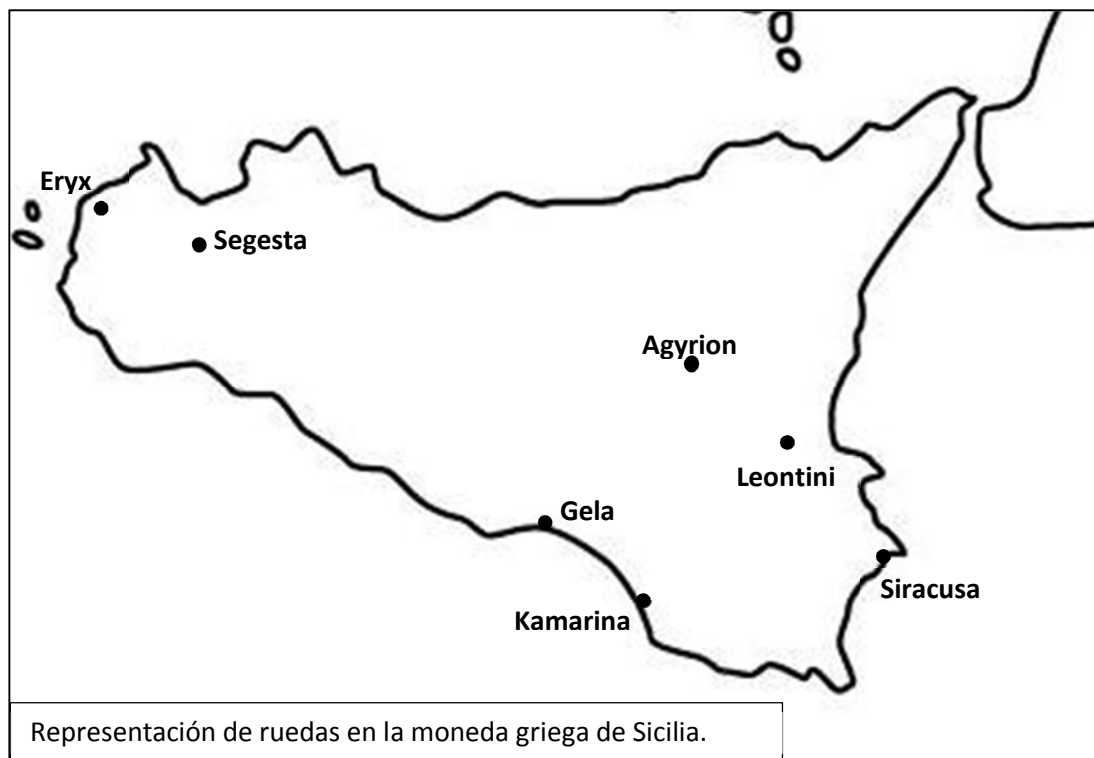 Eryx
Segesta
Agyrion
Leontini
Gela
Siracusa
Kamarina
Representación de ruedas en la moneda griega de Sicilia.